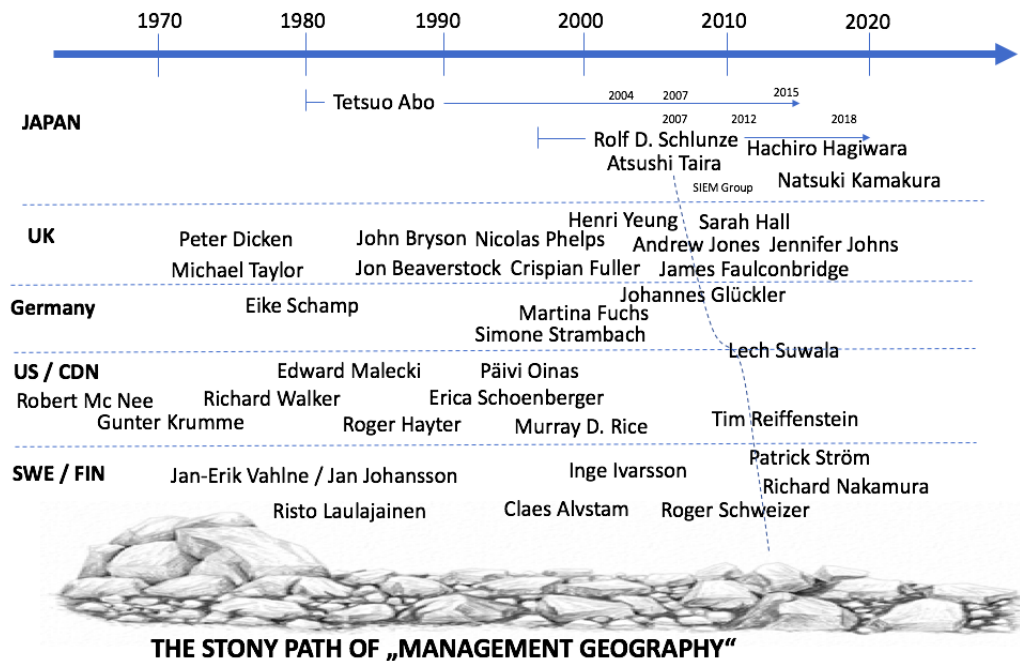 1970 1980 1990 2000 2010 2020
Tetsuo Abo 2004 2007 2015
JAPAN
2007 2012 2018
Rolf D. Schlunze
Hachiro Hagiwara
Atsushi Taira
SIEM Group
Natsuki Kamakura
UK
Henri Yeung Sarah Hall
Peter Dicken John Bryson Nicolas Phelps Andrew Jones Jennifer Johns
Michael Taylor Jon Beaverstock Crispian Fuller James Faulconbridge
Germany
Johannes Glückler
Eike Schamp
Martina Fuchs
Simone Strambach
Lech Suwala
US / CDN
Edward Malecki Päivi Oinas
Robert Mc Nee Richard Walker Erica Schoenberger
Gunter Krumme Roger Hayter Murray D. Rice Tim Reiffenstein
SWE / FIN
Patrick Ström
Jan-Erik Vahlne / Jan Johansson Inge Ivarsson
Richard Nakamura
Risto Laulajainen Claes Alvstam Roger Schweizer
THE STONY PATH OF „MANAGEMENT GEOGRAPHY“